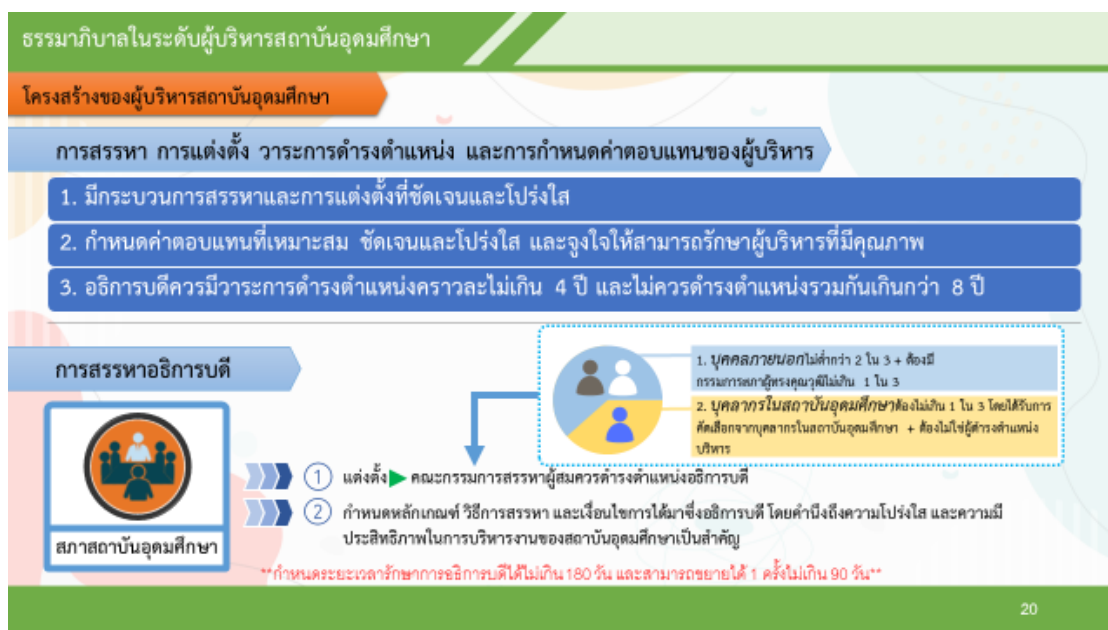 ธรรมาภิบาลในระดับผู้บริหารสถาบันอุดมศึกษา
โครงสร้างของผู้บริหารสถาบันอุดมศึกษา
การสรรหา การแต่งตั้ง วาระการดำรงตำแหน่ง และการกำหนดค่าตอบแทนของผู้บริหาร
1. มีกระบวนการสรรหาและการแต่งตั้งที่ชัดเจนและโปร่งใส
2. กำหนดค่าตอบแทนที่เหมาะสม ชัดเจนและโปร่งใส และจูงใจให้สามารถรักษาผู้บริหารที่มีคุณภาพ
3. อธิการบดีควรมีวาระการดำรงตำแหน่งคราวละไม่เกิน 4 ปี และไม่ควรดำรงตำแหน่งรวมกันเกินกว่า 8 ปี
การสรรหาอธิการบดี
1. บุคคลภายนอกไม่ต่ำกว่า 2 ใน 3 + ต้องมี
กรรมการสภาผู้ทรงคุณวุฒิไม่เกิน 1 ใน 3
2. บุคลากรในสถาบันอุดมศึกษาต้องไม่เกิน 1 ใน 3 โดยได้รับการ
คัดเลือกจากบุคลากรในสถาบันอุดมศึกษา + ต้องไม่ใช่ผู้ดำรงตำแหน่ง
บริหาร
1 แต่งตั้ง คณะกรรมการสรรหาผู้สมควรดำรงตำแหน่งอธิการบดี
2 กำหนดหลักเกณฑ์ วิธีการสรรหา และเงื่อนไขการได้มาซึ่งอธิการบดี โดยคำนึงถึงความโปร่งใส และความมี
ประสิทธิภาพในการบริหารงานของสถาบันอุดมศึกษาเป็นสำคัญ
สภาสถาบันอุดมศึกษา
**กำหนดระยะเวลารักษาการอธิการบดีได้ไม่เกิน 180 วัน และสามารถขยายได้ 1 ครั้งไม่เกิน 90 วัน**
20